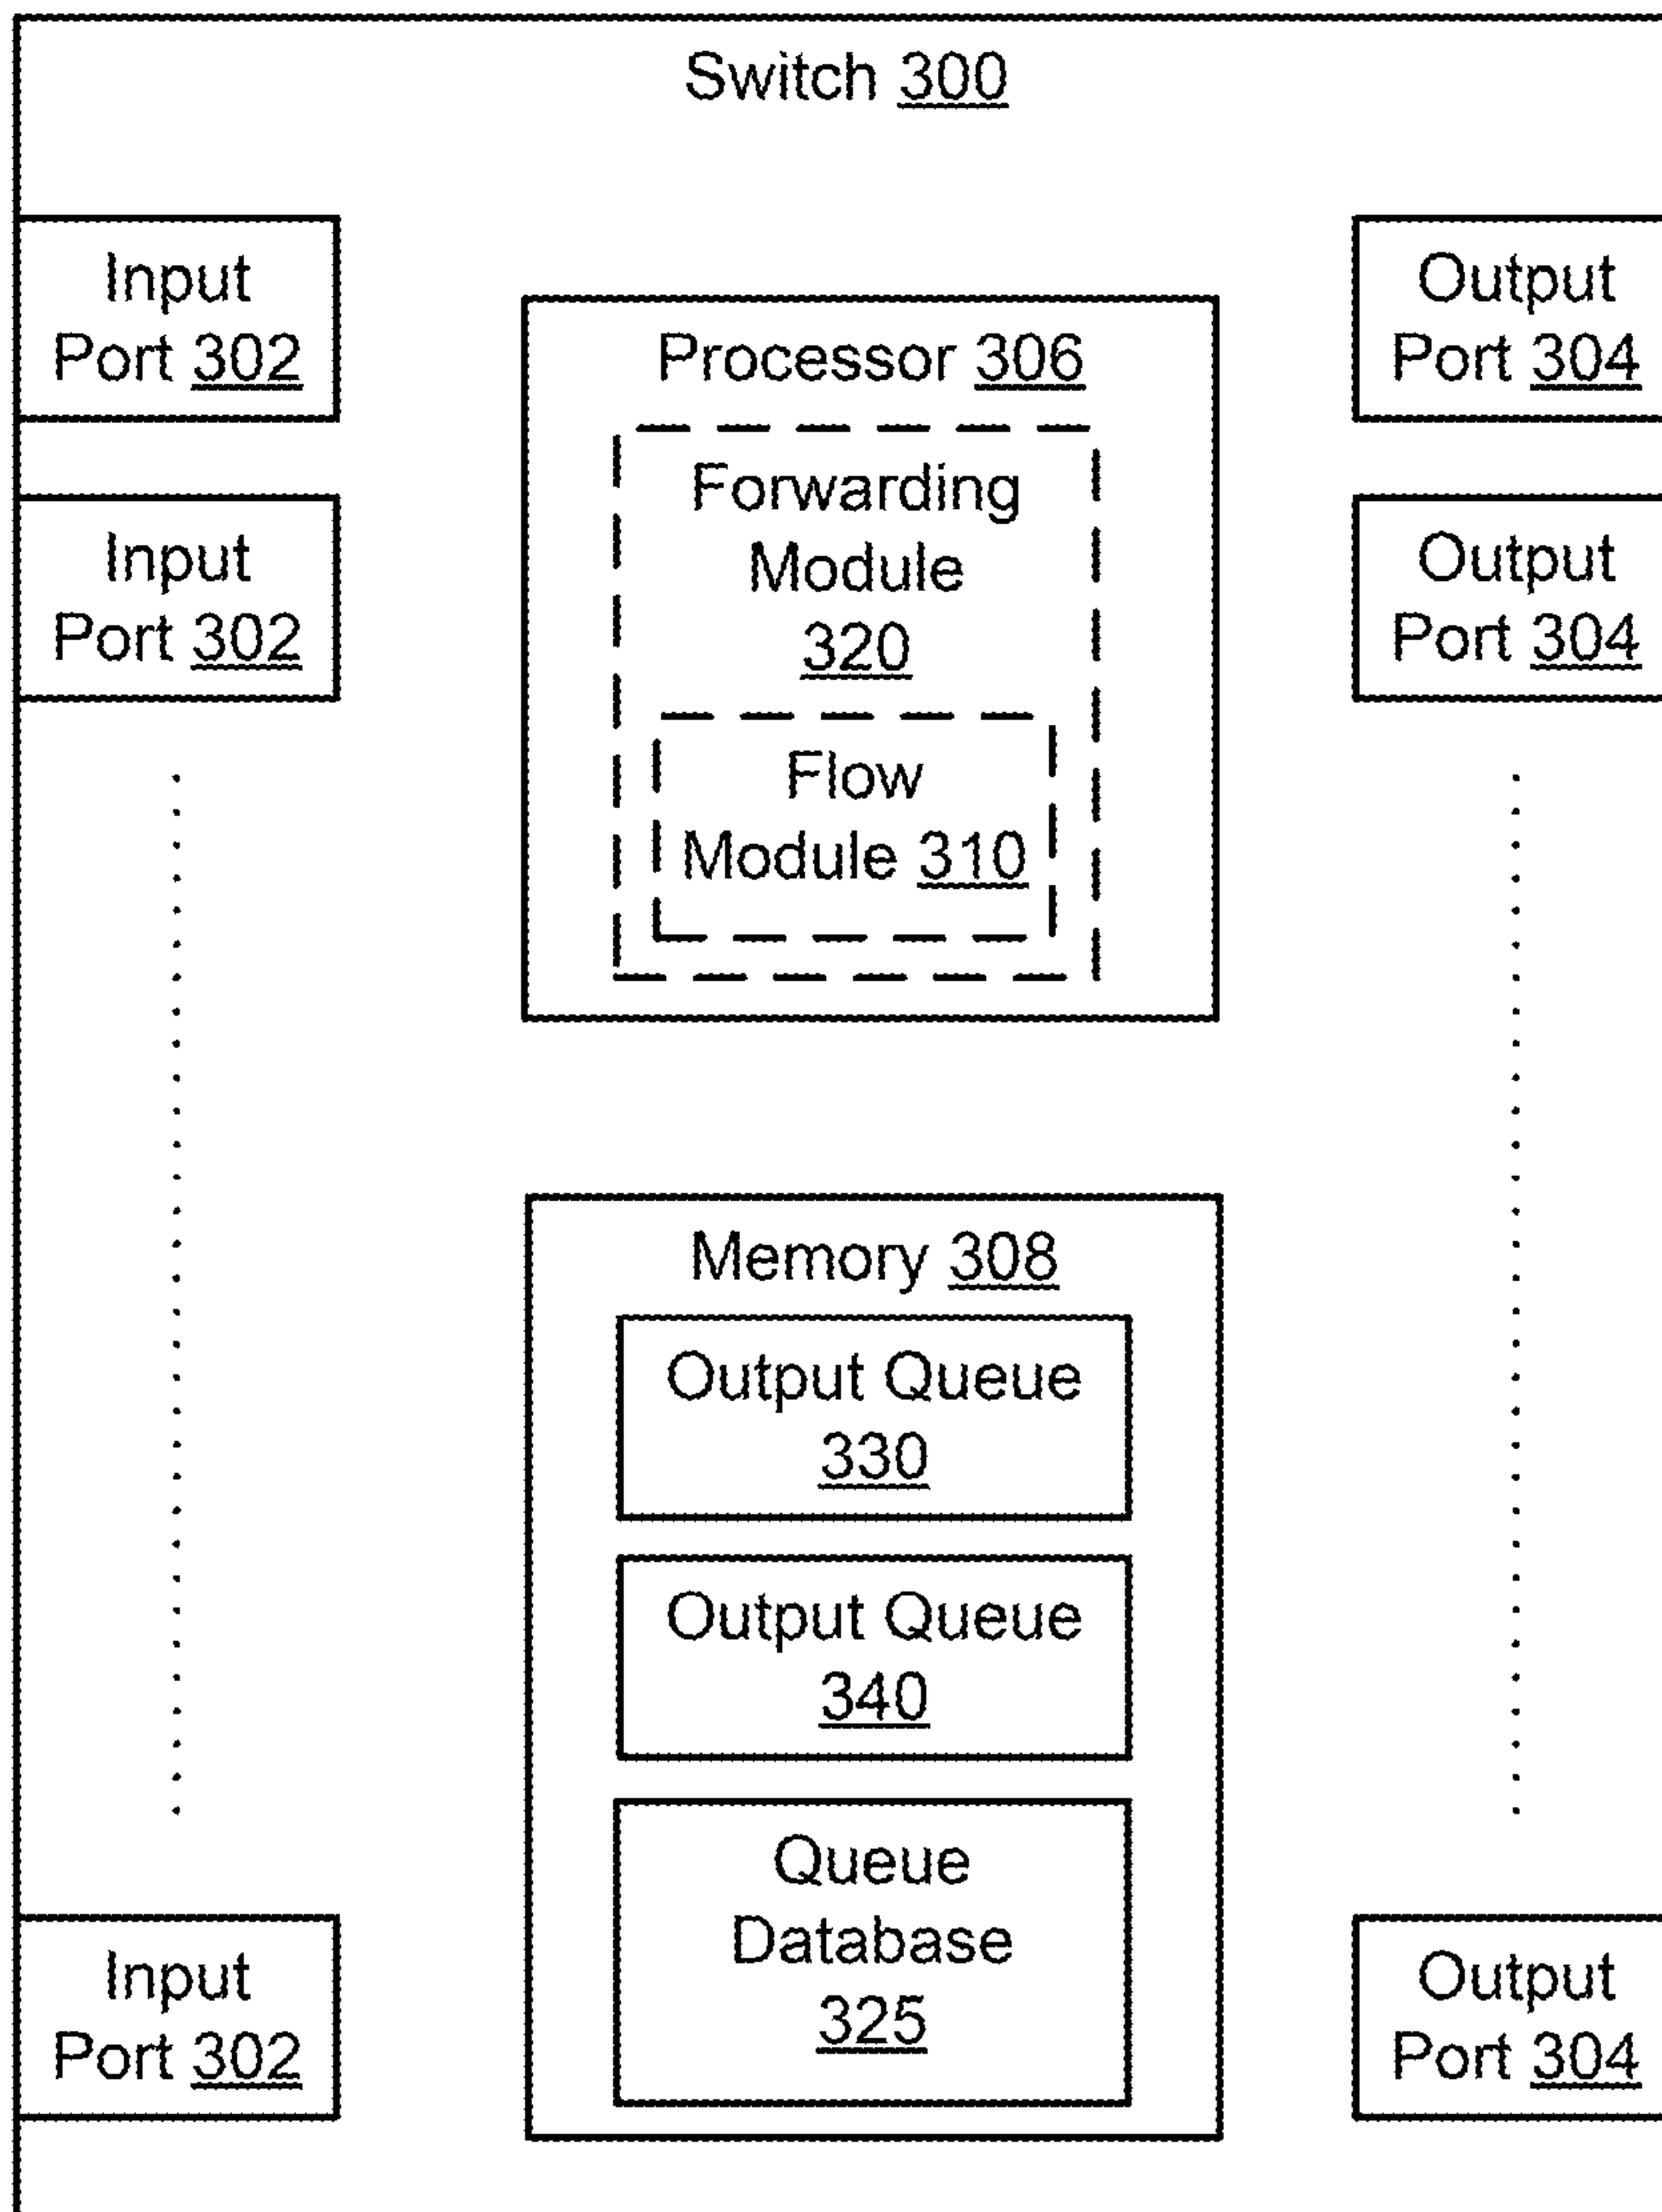 Switch 300
Input
Port 302
Input
Port 302
Input
Port 302
Processor 306
Forwarding
Module
320
Flow
Module 310
Memory 308
Output Queue
330
Output Queue
340
Queue
Database
325
Output
Port 304
Output
Port 304
Output
Port 304